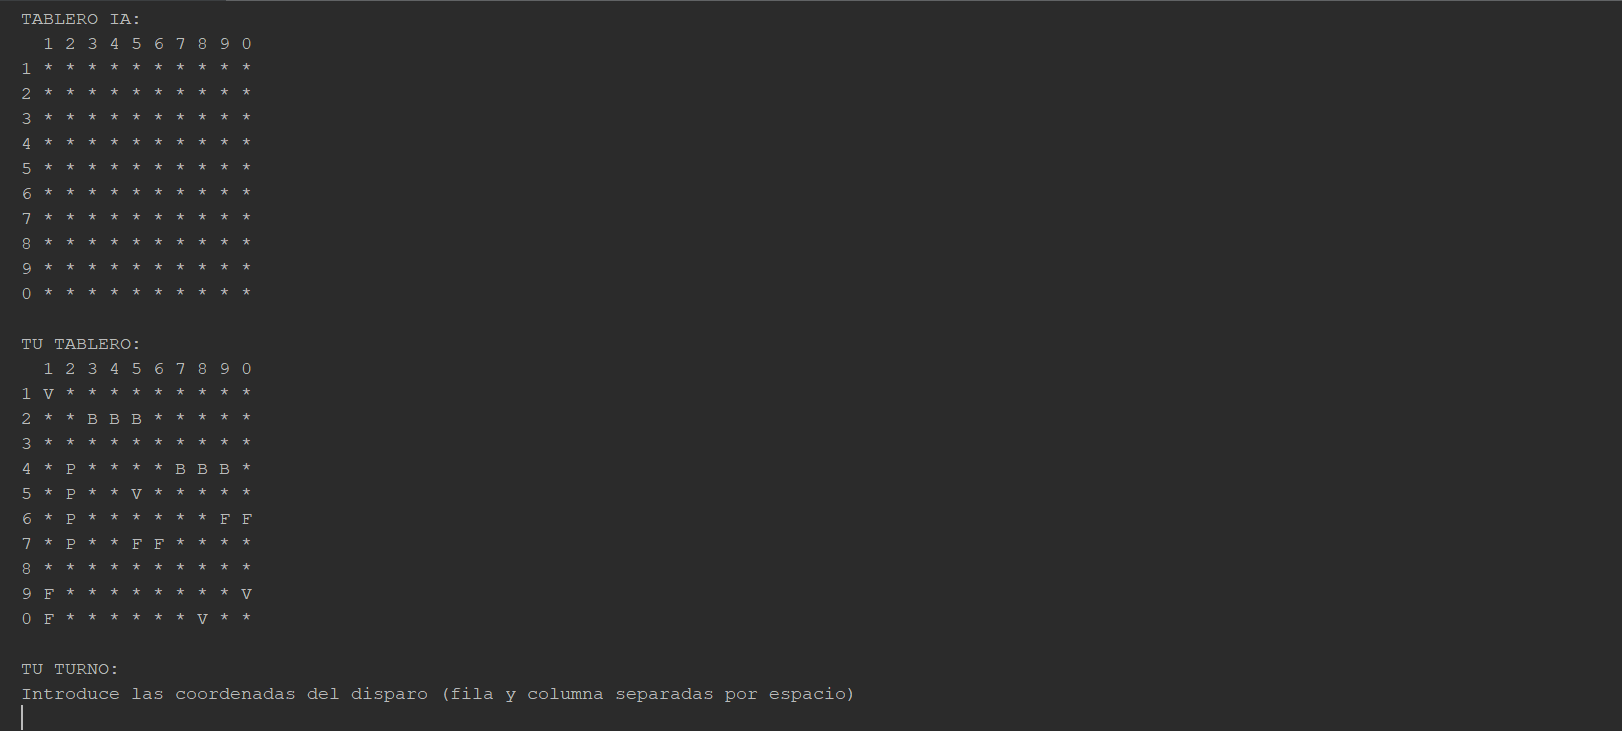 TABLERO IA:
  1 2 3 4 5 6 7 8 9 0
1 * * * * * * * * * *
2 * * * * * * * * * *
3 * * * * * * * * * *
4 * * * * * * * * * *
5 * * * * * * * * * *
6 * * * * * * * * * *
7 * * * * * * * * * *
8 * * * * * * * * * *
9 * * * * * * * * * *
0 * * * * * * * * * *
TU TABLERO:
  1 2 3 4 5 6 7 8 9 0
1 V * * * * * * * * *
2 * * B B B * * * * *
3 * * * * * * * * * *
4 * P * * * * B B B *
5 * P * * V * * * * *
6 * P * * * * * * F F
7 * P * * F F * * * *
8 * * * * * * * * * *
9 F * * * * * * * * V
0 F * * * * * * V * *
TU TURNO:
Introduce las coordenadas del disparo (fila y columna separadas por espacio)